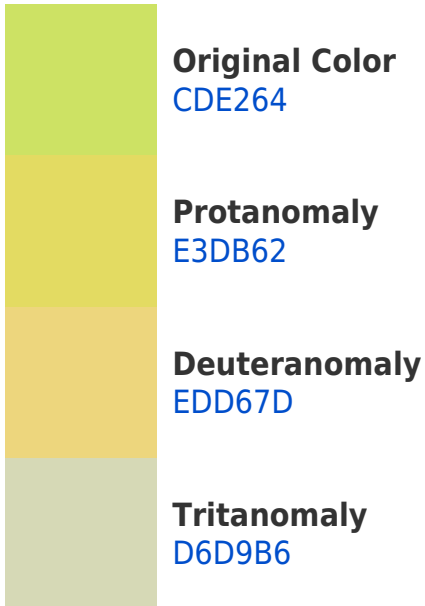 Original Color
CDE264
Protanomaly
E3DB62
Deuteranomaly
EDD67D
Tritanomaly
D6D9B6